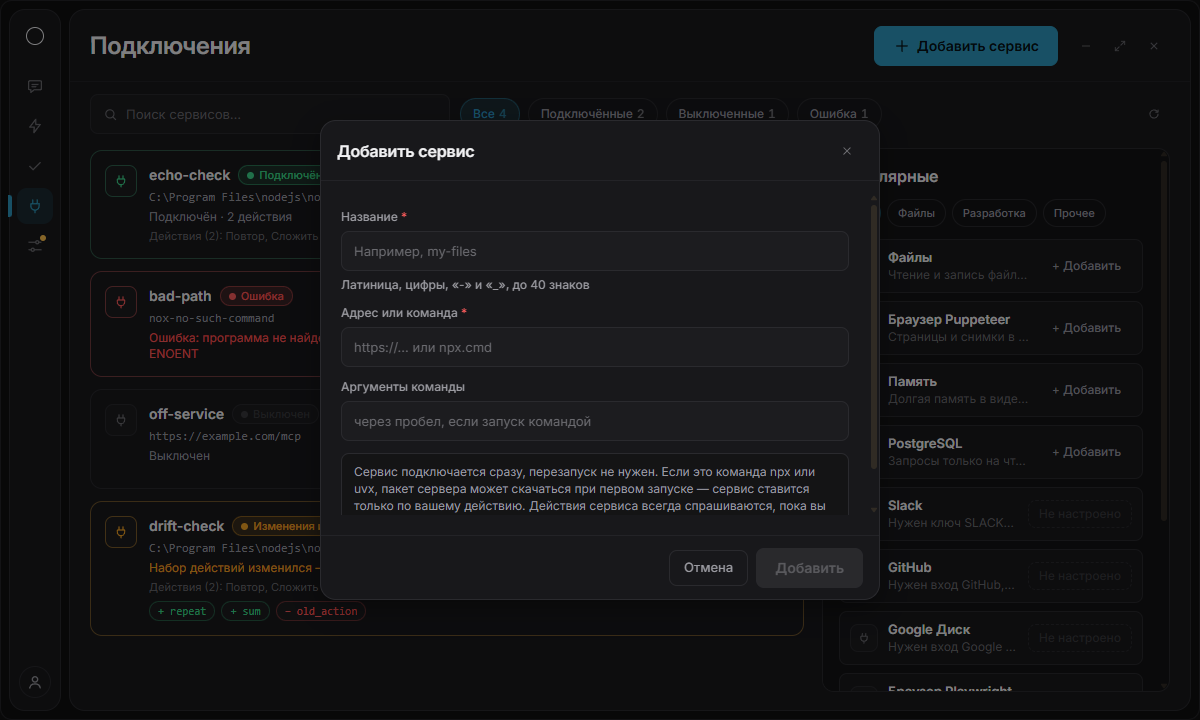 Подключения
+ Добавить сервис
Поиск сервисов...
Все 4
Подключённые 2
Выключенные 1
Ошибка 1
echo-check
C:\Program Files\nodejs\
Подключён · 2 действия
Действия (2): Повтор, Сложить
bad-path
Ошибка
nox-no-such-command
Ошибка: программа не
ENOENT
off-service
Выключен
https://example.com/mcp
Выключен
drift-check
Изменения
C:\Program Files\nodejs\
Набор действий изменился –
Действия (2): Повтор, Сложить
+ repeat
+ sum
− old_action
Добавить сервис
Название *
Например, my-files
Латиница, цифры, «-» и «_», до 40 знаков
Адрес или команда *
https://... или npx.cmd
Аргументы команды
через пробел, если запуск командой
Сервис подключается сразу, перезапуск не нужен. Если это команда npx или
uvx, пакет сервера может скачаться при первом запуске — сервис ставится
только по вашему действию. Действия сервиса всегда спрашиваются, пока вы
Отмена
Добавить
Файлы
Разработка
Прочее
Файлы
Чтение и запись файл...
+ Добавить
Браузер Puppeteer
Страницы и снимки в ...
+ Добавить
Память
Долгая память в виде...
+ Добавить
PostgreSQL
Запросы только на чт...
+ Добавить
Slack
Нужен ключ SLACK...
Не настроено
GitHub
Нужен вход GitHub,...
Не настроено
Google Диск
Нужен вход Google ...
Не настроено
Браузер Playwright